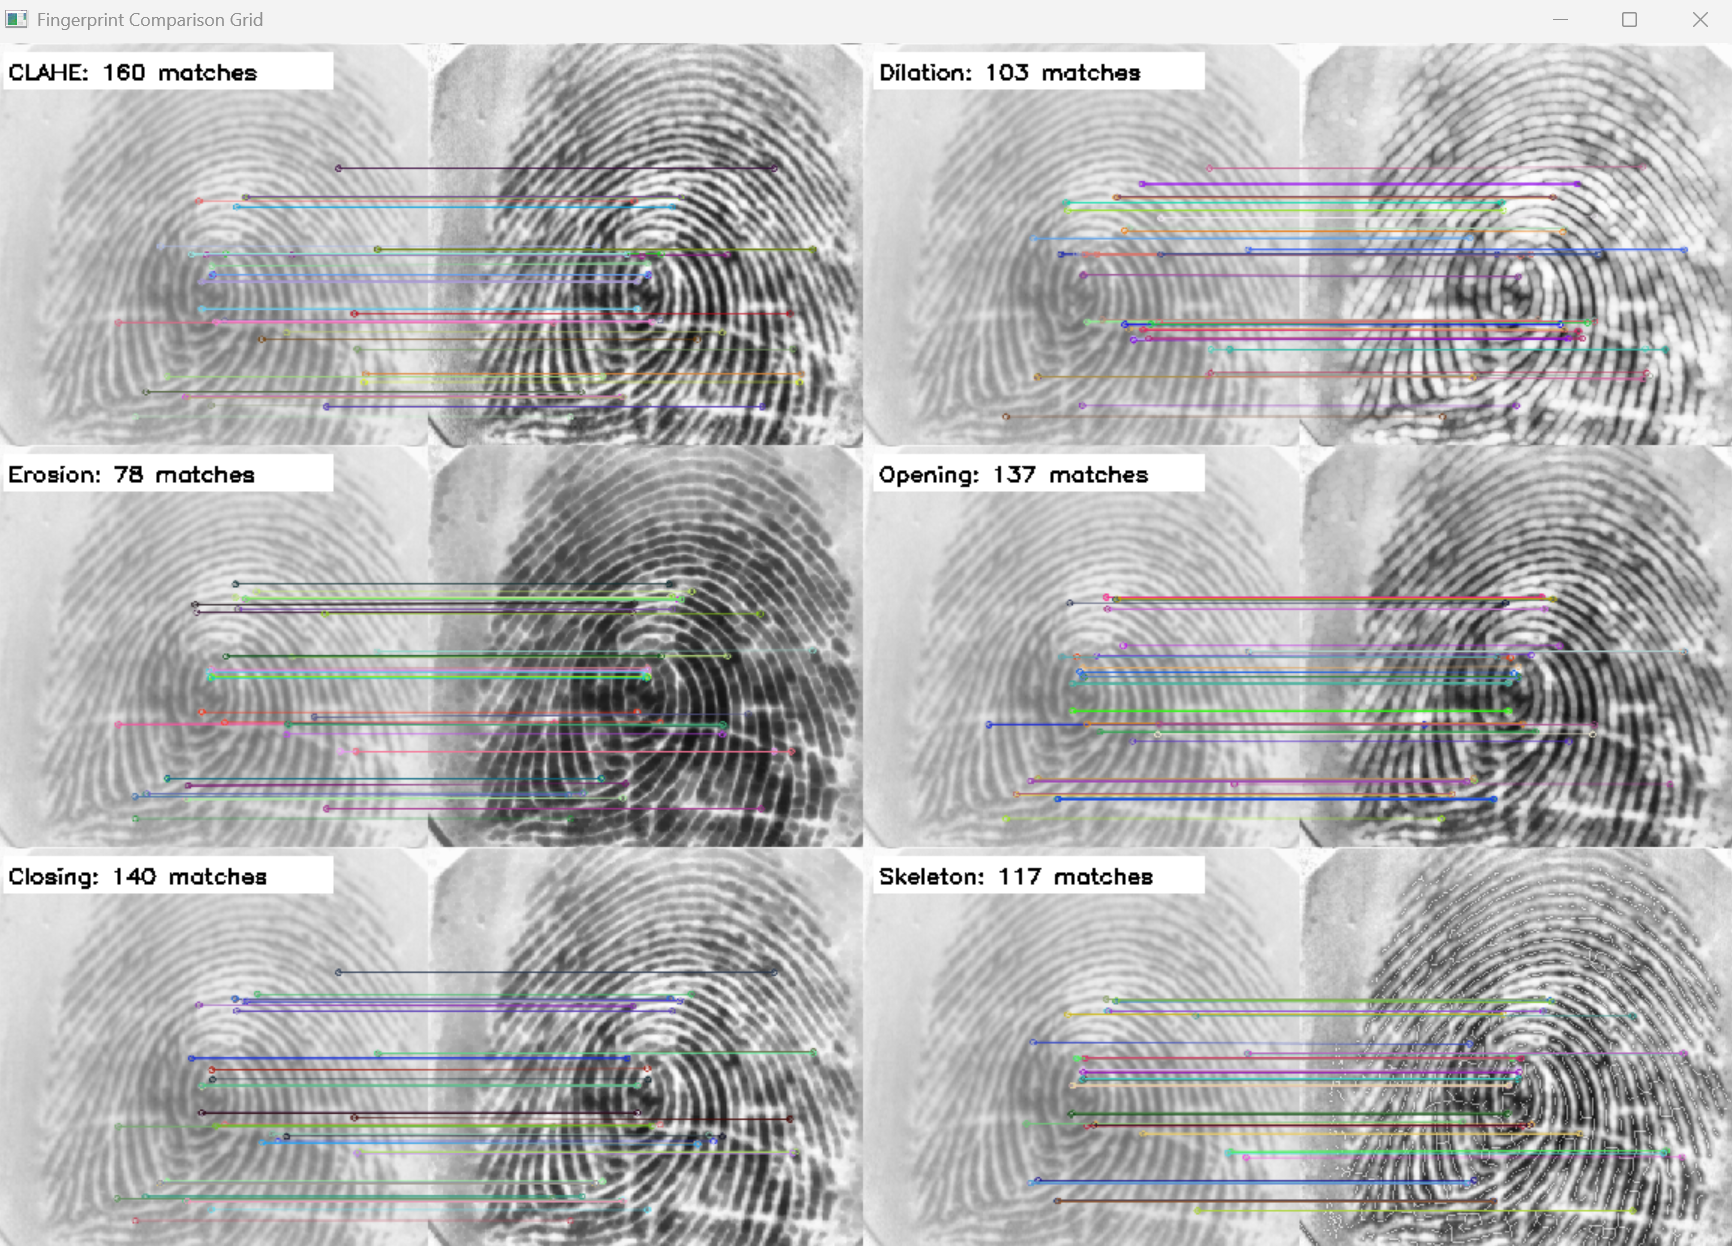 Fingerprint Comparison Grid
CLAHE: 160 matches
Dilation: 103 matches
Erosion: 78 matches
Opening: 137 matches
Closing: 140 matches
Skeleton: 117 matches